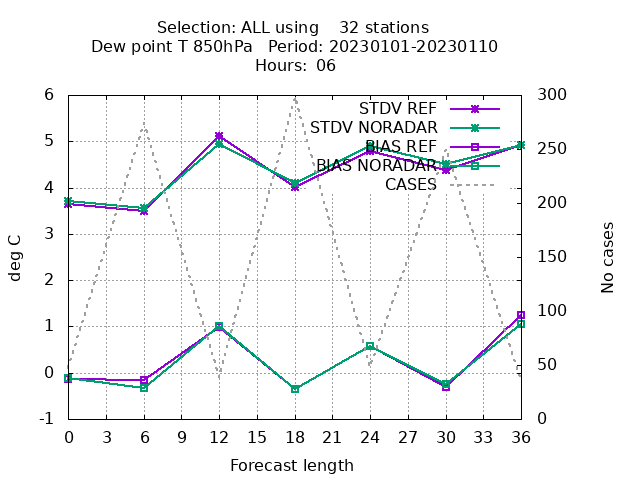 Selection: ALL using    32 stations
Dew point T 850hPa   Period: 20230101-20230110
Hours:  06
STDV REF
STDV NORADAR
BIAS REF
BIAS NORADAR
CASES
6
5
4
3
2
1
0
-1
300
250
200
150
100
50
0
deg C
No cases
0 3 6 9 12 15 18 21 24 27 30 33 36
Forecast length